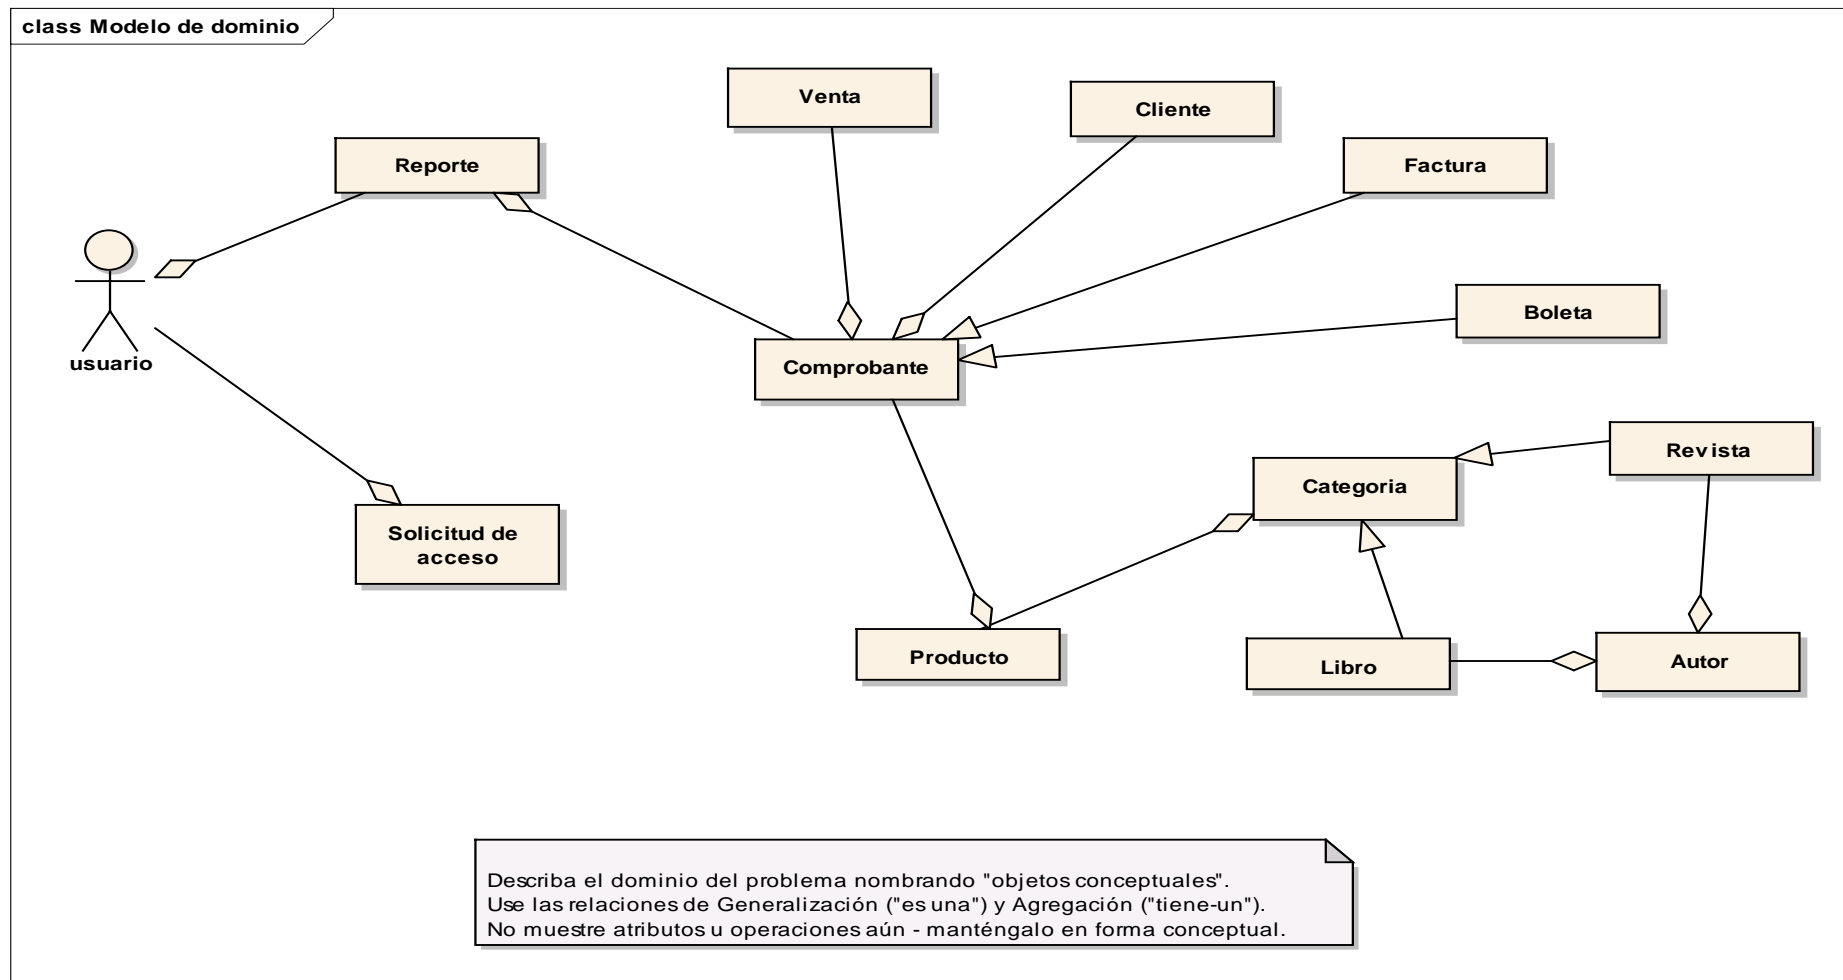 class Modelo de dominio
Venta
Cliente
Reporte
Factura
Boleta
usuario
Comprobante
Revista
Categoria
Solicitud de
acceso
Producto
Libro
Autor
Describa el dominio del problema nombrando "objetos conceptuales".
Use las relaciones de Generalización ("es una") y Agregación ("tiene-un").
No muestre atributos u operaciones aún - manténgalo en forma conceptual.